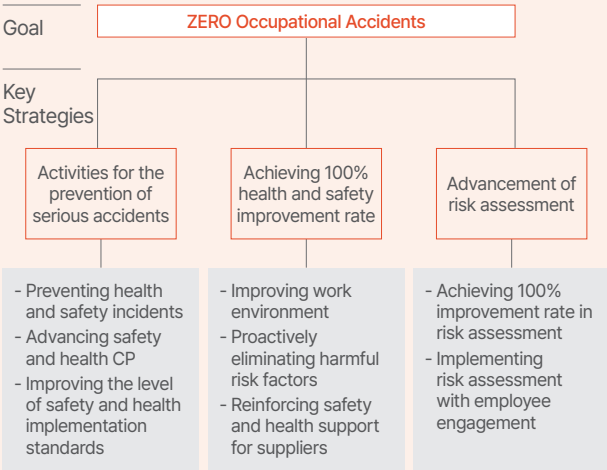 Goal
ZERO Occupational Accidents
Key
Strategies
Activities for the
prevention of
serious accidents
Achieving 100%
health and safety
improvement rate
Advancement of
risk assessment
- Preventing health
and safety incidents
- Advancing safety
and health CP
- Improving the level
of safety and health
implementation
standards
- Improving work
environment
- Proactively
eliminating harmful
risk factors
- Reinforcing safety
and health support
for suppliers
- Achieving 100%
improvement rate in
risk assessment
- Implementing
risk assessment
with employee
engagement